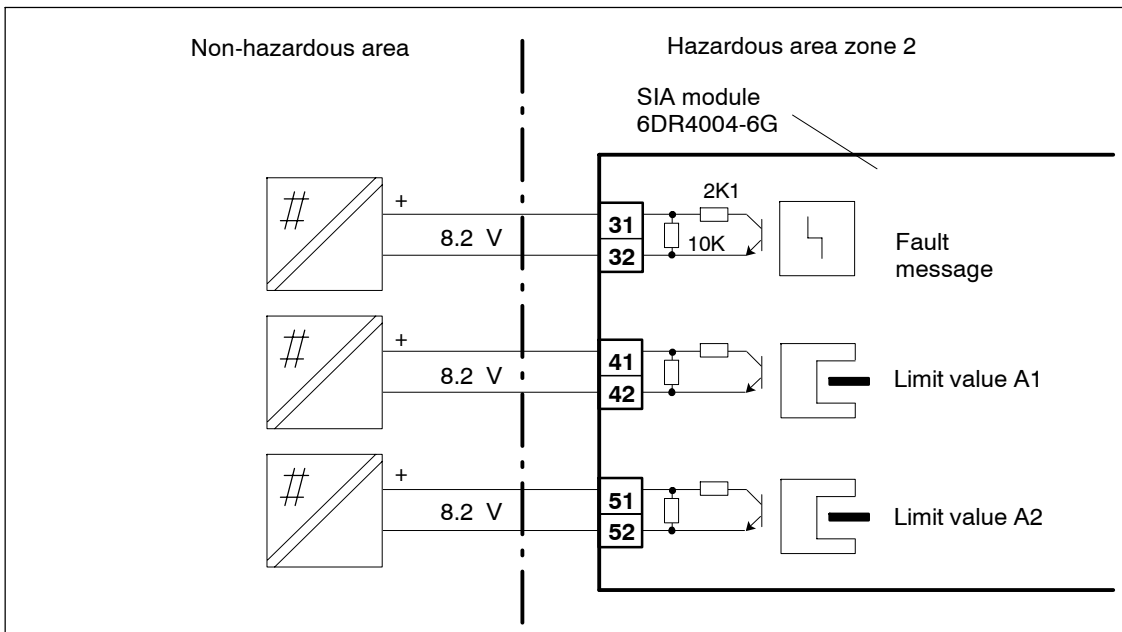 Non-hazardous area
Hazardous area zone 2
SIA module
6DR4004-6G
+
8.2 V
31
32
2K1
10K
Fault
message
+
8.2 V
41
42
Limit value A1
+
8.2 V
51
52
Limit value A2